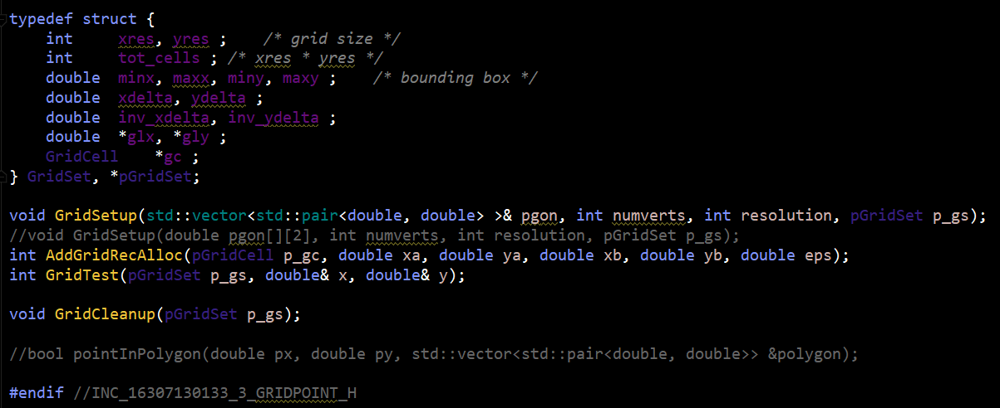 typedef struct {
    int     xres, yres ;    /* grid size */
    int     tot_cells ; /* xres * yres */
    double  minx, maxx, miny, maxy ;    /* bounding box */
    double  xdelta, ydelta ;
    double  inv_xdelta, inv_ydelta ;
    double  *glx, *gly ;
    GridCell    *gc ;
} GridSet, *pGridSet;

void GridSetup(std::vector<std::pair<double, double> >& pgon, int numverts, int resolution, pGridSet p_gs);
//void GridSetup(double pgon[][2], int numverts, int resolution, pGridSet p_gs);
int AddGridRecAlloc(pGridCell p_gc, double xa, double ya, double xb, double yb, double eps);
int GridTest(pGridSet p_gs, double& x, double& y);

void GridCleanup(pGridSet p_gs);

//bool pointInPolygon(double px, double py, std::vector<std::pair<double, double>> &polygon);

#endif //INC_16307130133_3_GRIDPOINT_H